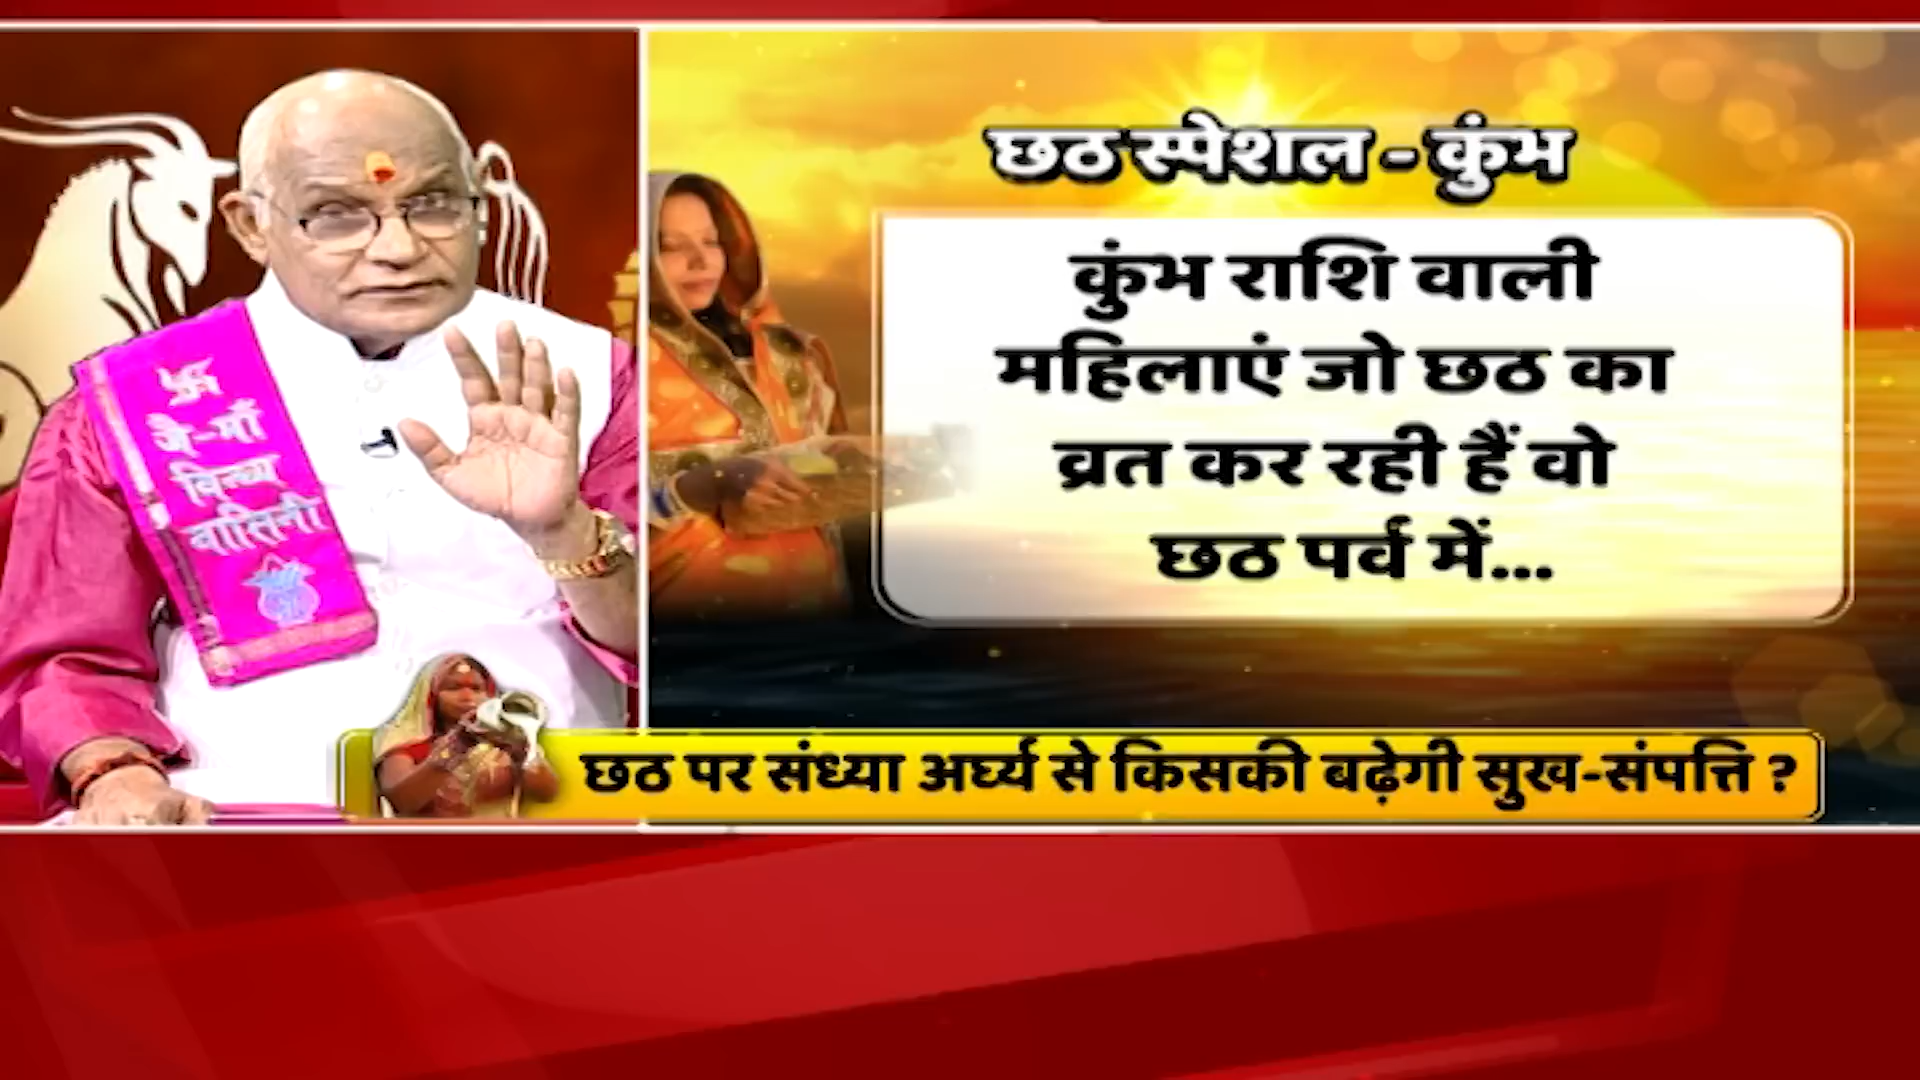 छठ स्पेशल - कुंभ
कुंभ राशि वाली
महिलाएं जो छठ का
व्रत कर रही हैं वो
छठ पर्व में...
जै-माँ
विन्ध्य
वासिनी
छठ पर संध्या अर्घ्य से किसकी बढ़ेगी सुख-संपत्ति ?